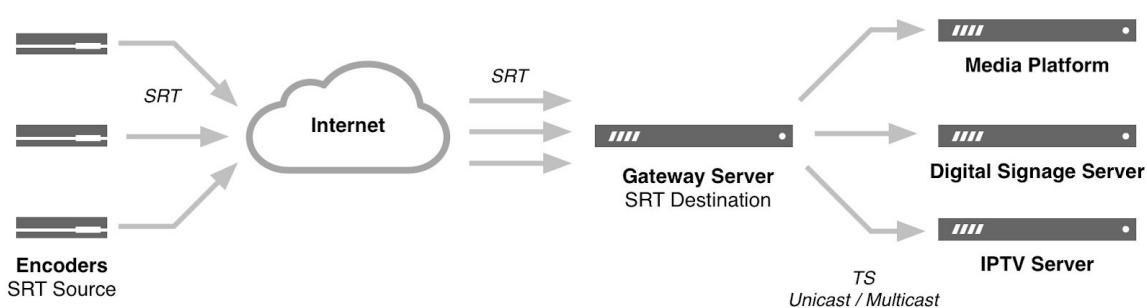 SRT
Internet
SRT
Encoders
SRT Source
Gateway Server
SRT Destination
Media Platform
Digital Signage Server
IPTV Server
TS
Unicast / Multicast